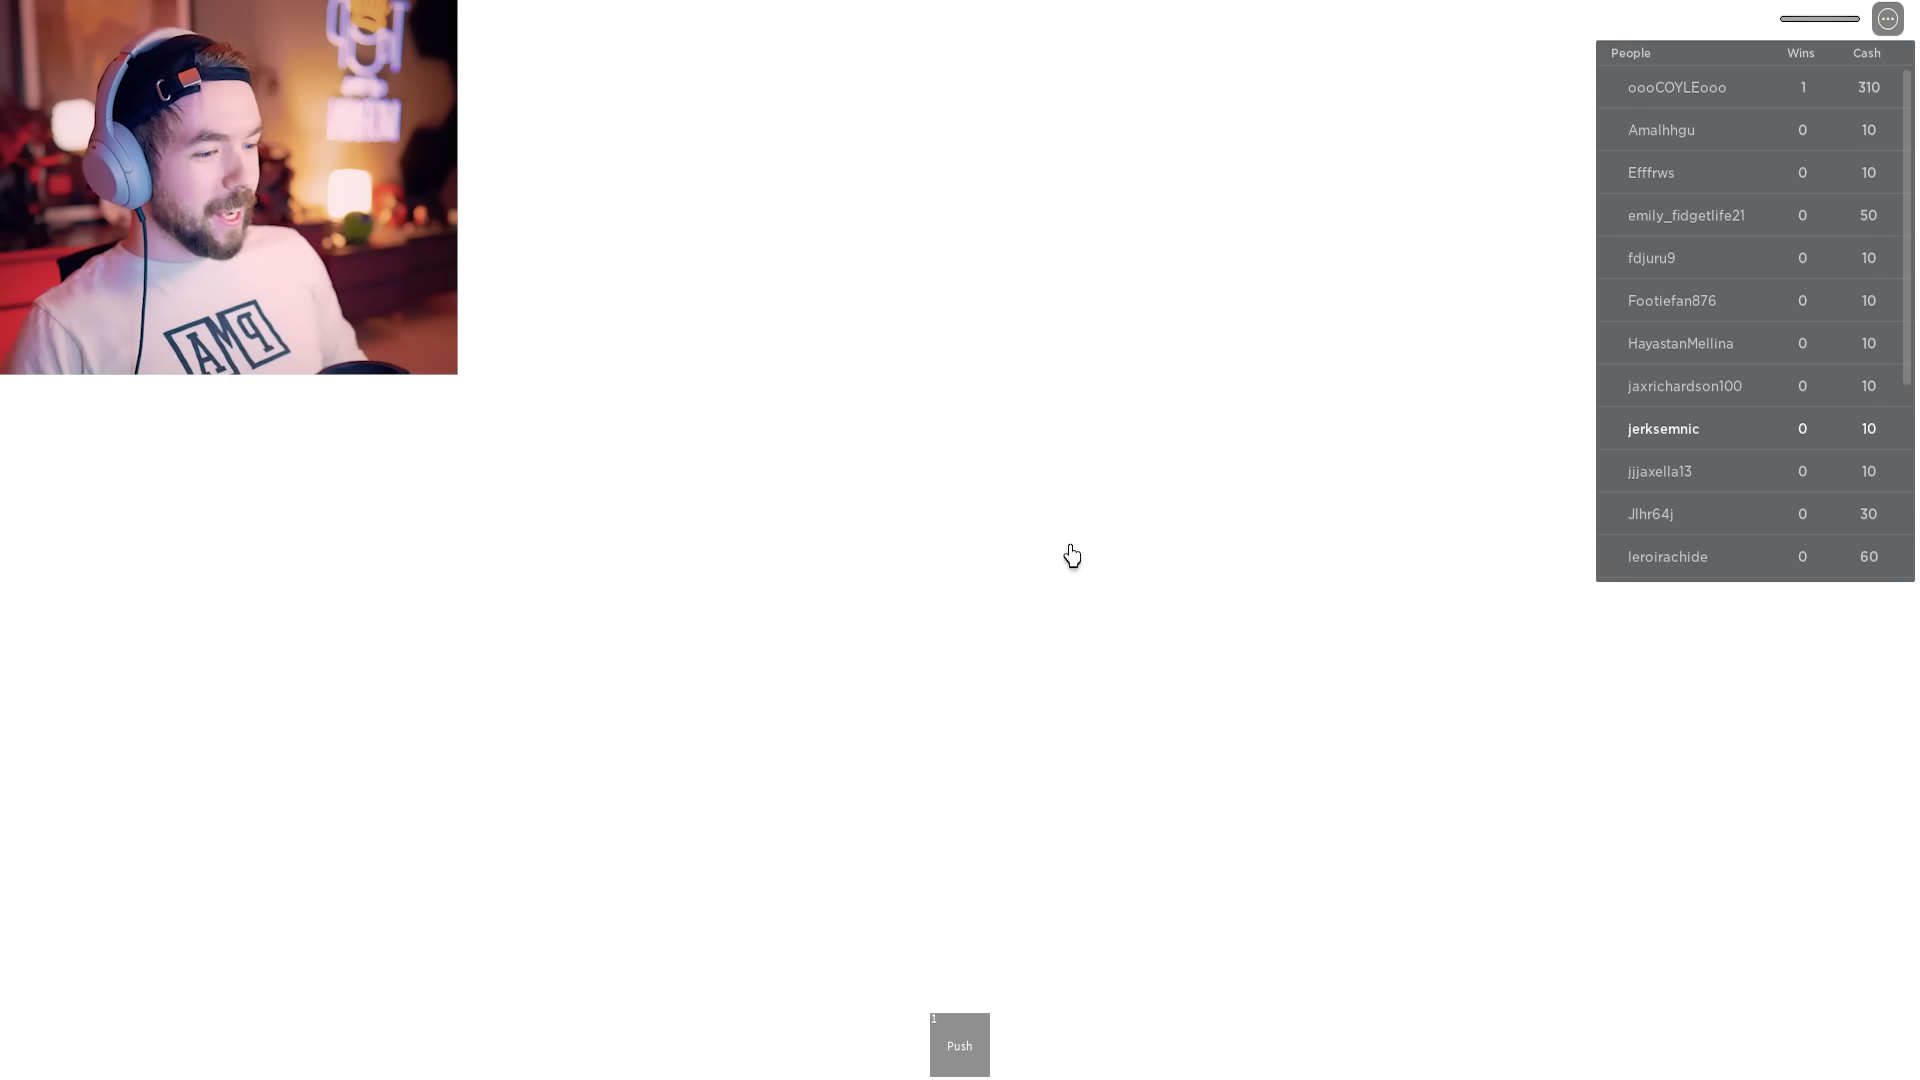 PMA
People Wins Cash
oooCOYLEooo 1 310
Amalhhgu 0 10
Efffrws 0 10
emily_fidgetlife21 0 50
fdjuru9 0 10
Footiefan876 0 10
HayastanMellina 0 10
jaxrichardson100 0 10
jerksemnic 0 10
jjjaxella13 0 10
Jlhr64j 0 30
leroirachide 0 60
1
Push